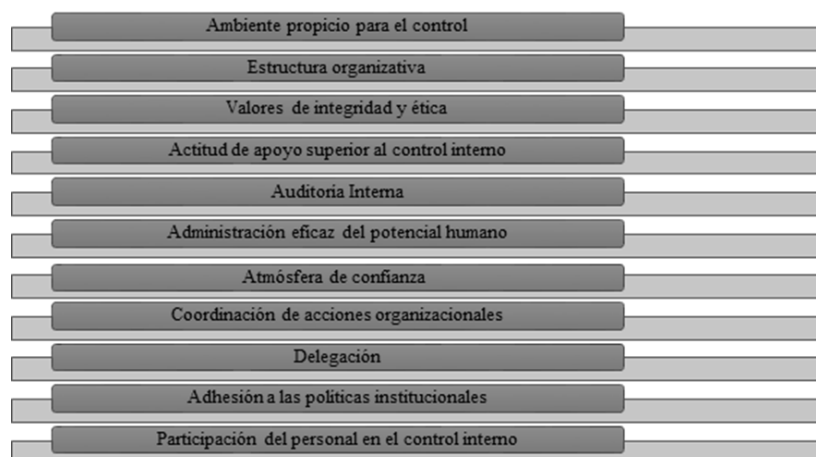 Ambiente propicio para el control
Estructura organizativa
Valores de integridad y ética
Actitud de apoyo superior al control interno
Auditoria Interna
Administración eficaz del potencial humano
Atmósfera de confianza
Coordinación de acciones organizacionales
Delegación
Adhesión a las políticas institucionales
Participación del personal en el control interno